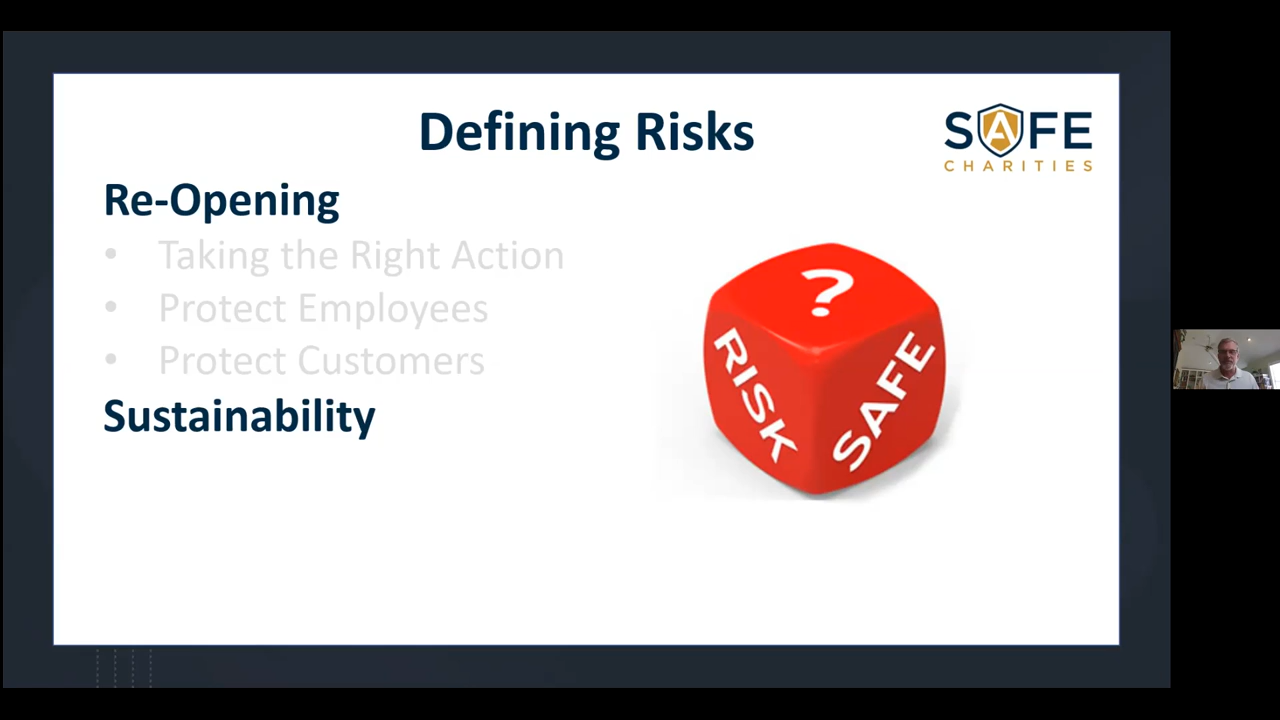 Defining Risks
SAFE
CHARITIES
Re-Opening
• Taking the Right Action
• Protect Employees
• Protect Customers
Sustainability
?
RISK
SAFE